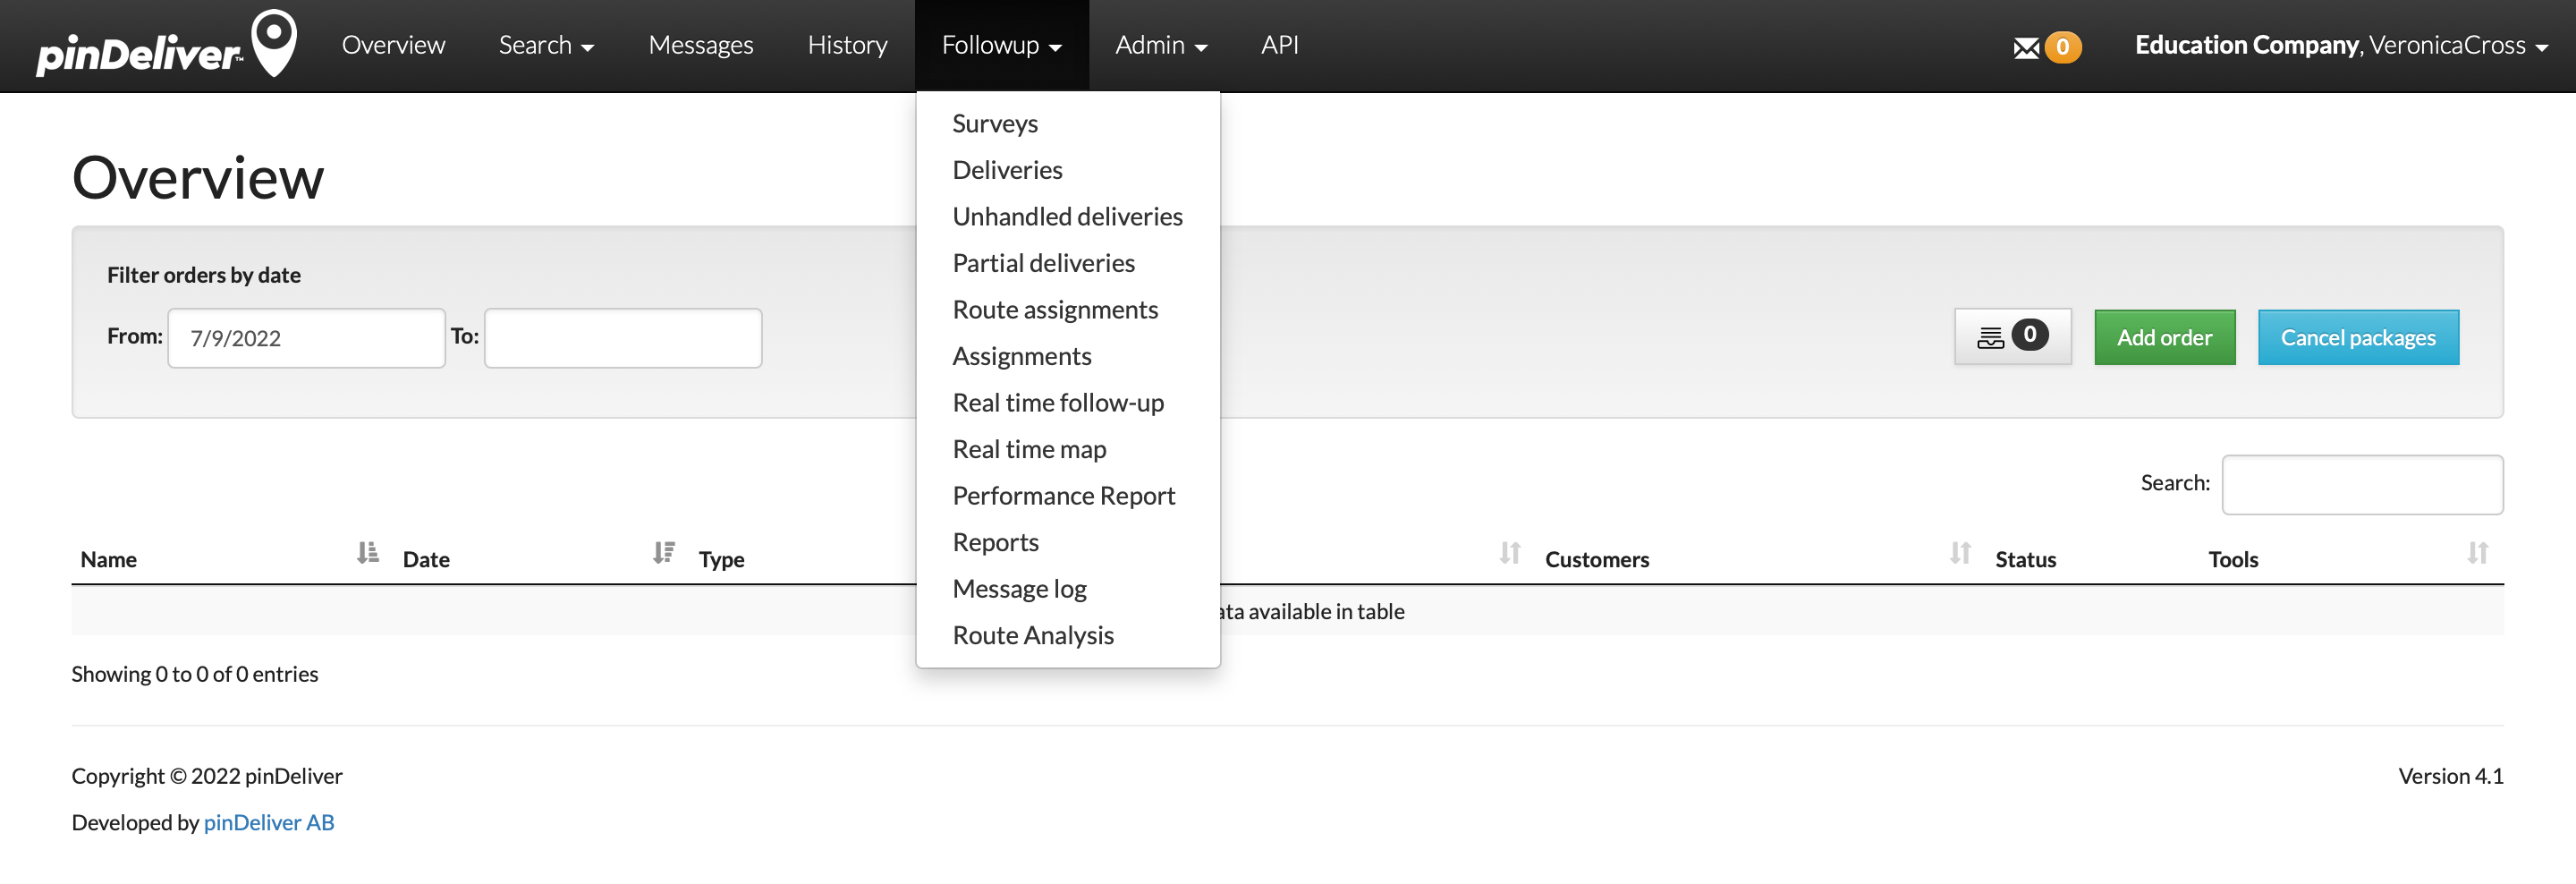 pinDeliver™ Overview Search Messages History Followup Admin API 0 Education Company, VeronicaCross
Surveys
Deliveries
Unhandled deliveries
Partial deliveries
Route assignments
Assignments
Real time follow-up
Real time map
Performance Report
Reports
Message log
Route Analysis
Overview
Filter orders by date
From: 7/9/2022 To:
0 Add order Cancel packages
Search:
Name Date Type Customers Status Tools
available in table
Showing 0 to 0 of 0 entries
Copyright © 2022 pinDeliver Version 4.1
Developed by pinDeliver AB